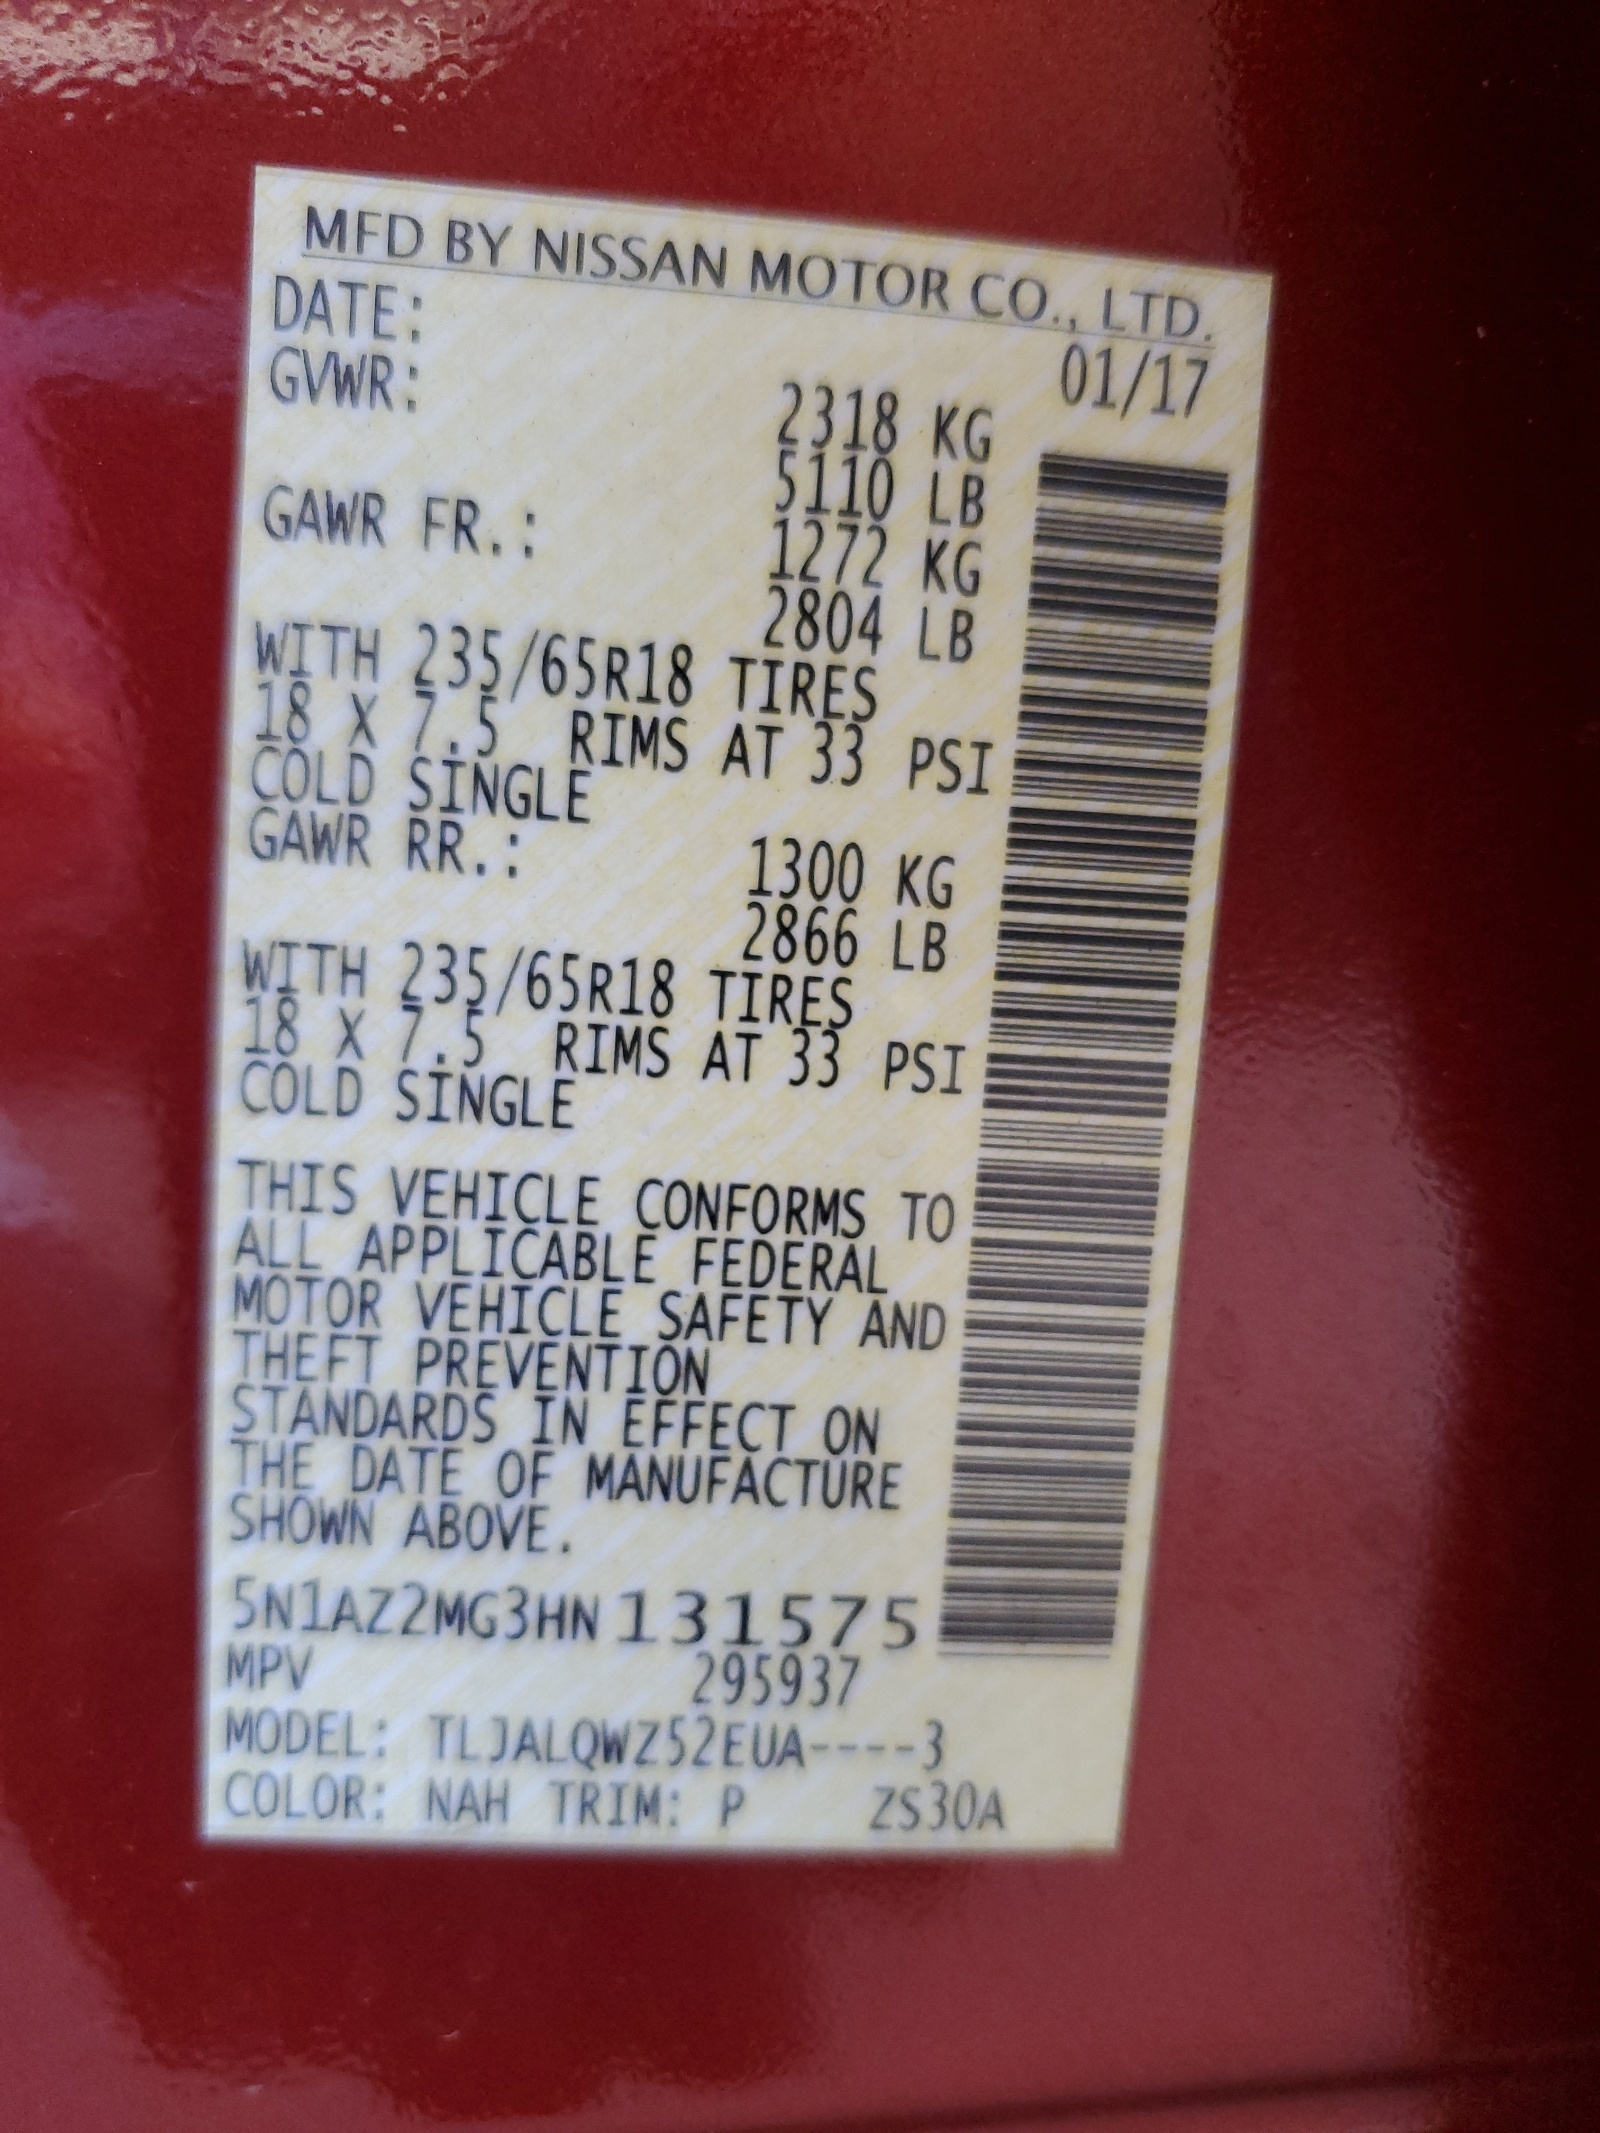 MFD BY NISSAN MOTOR CO., LTD.
DATE: 01/17
GVWR: 2318 KG
5110 LB
GAWR FR.: 1272 KG
2804 LB
WITH 235/65R18 TIRES
18 X 7.5 RIMS AT 33 PSI
COLD SINGLE
GAWR RR.: 1300 KG
2866 LB
WITH 235/65R18 TIRES
18 X 7.5 RIMS AT 33 PSI
COLD SINGLE
THIS VEHICLE CONFORMS TO
ALL APPLICABLE FEDERAL
MOTOR VEHICLE SAFETY AND
THEFT PREVENTION
STANDARDS IN EFFECT ON
THE DATE OF MANUFACTURE
SHOWN ABOVE.
5N1AZ2MG3HN131575
MPV 295937
MODEL: TLJALQWZ52EUA----3
COLOR: NAH TRIM: P ZS30A